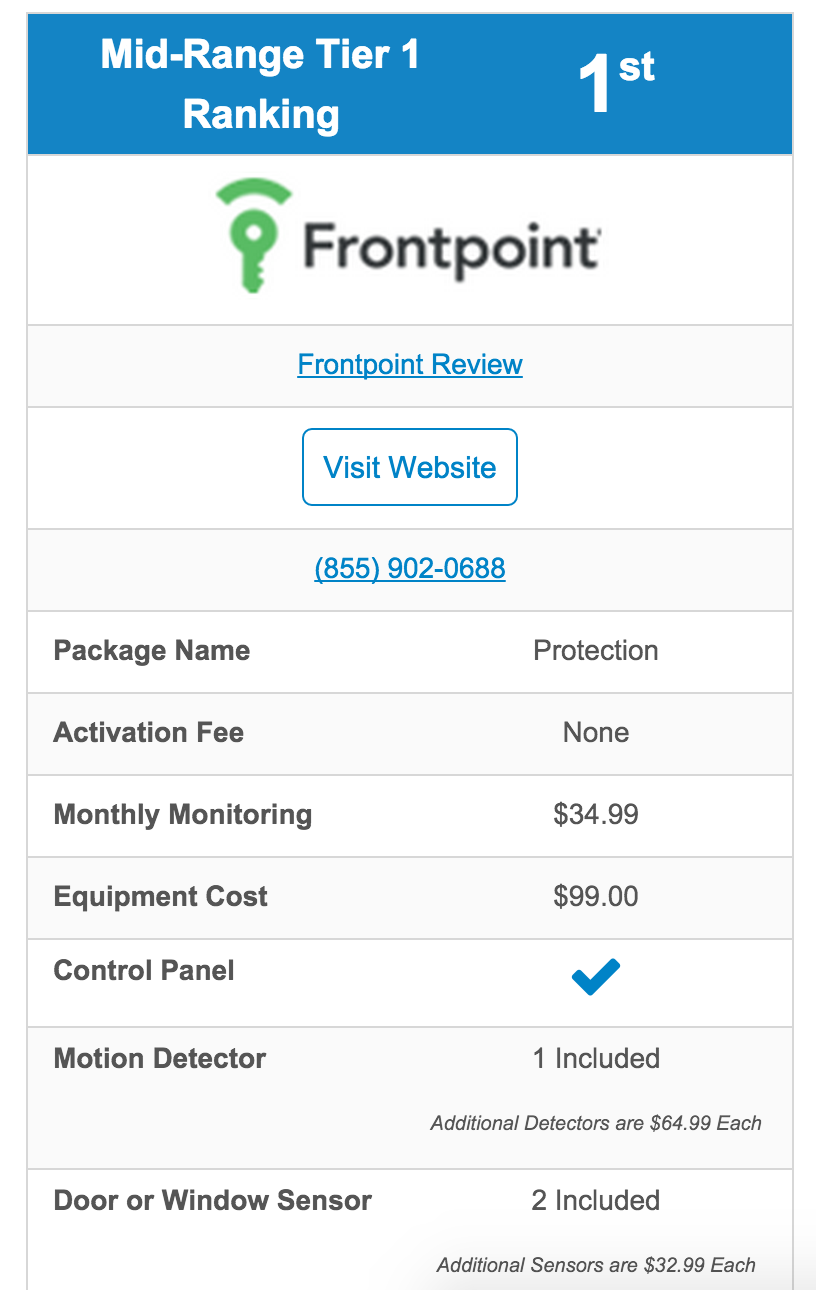 Mid-Range Tier 1
Ranking
1st
Frontpoint
Frontpoint Review
Visit Website
(855) 902-0688
Package Name Protection
Activation Fee None
Monthly Monitoring $34.99
Equipment Cost $99.00
Control Panel
Motion Detector 1 Included
Additional Detectors are $64.99 Each
Door or Window Sensor 2 Included
Additional Sensors are $32.99 Each